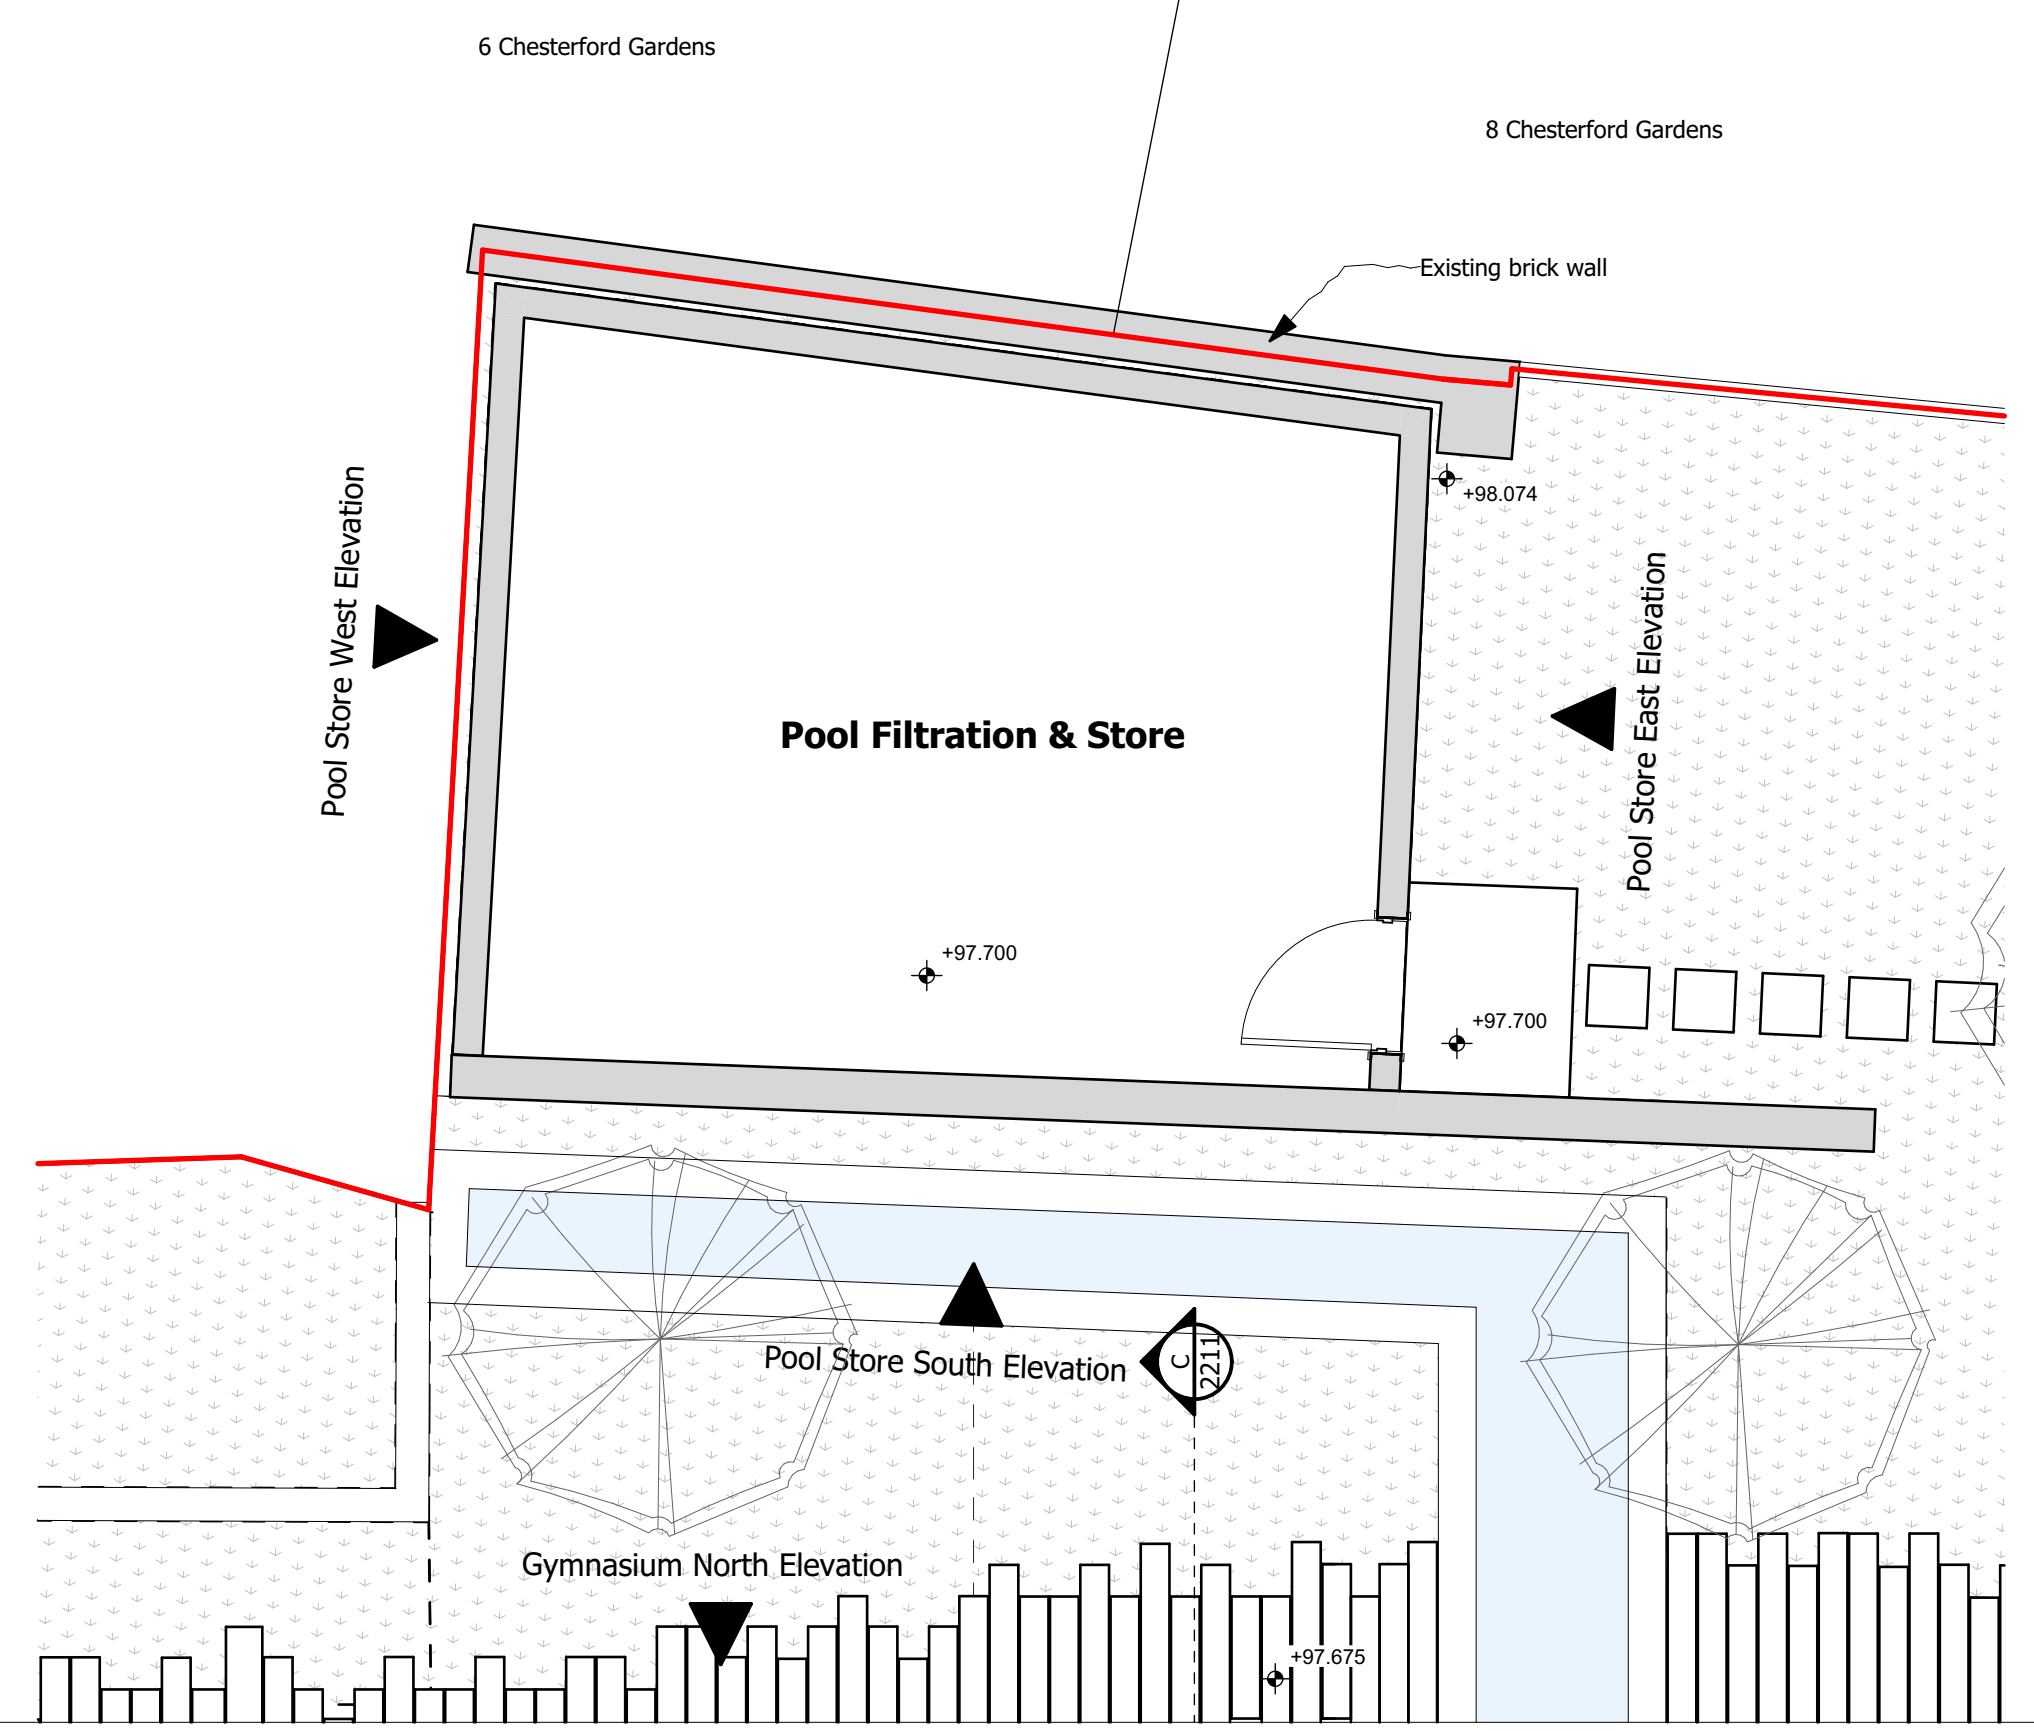 6 Chesterford Gardens
8 Chesterford Gardens
Existing brick wall
+98.074
Pool Store West Elevation
Pool Store East Elevation
Pool Filtration & Store
+97.700
+97.700
Pool Store South Elevation
C
2211
Gymnasium North Elevation
+97.675